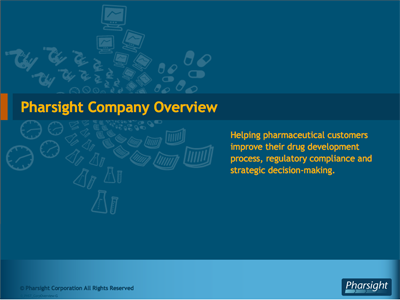 Pharsight Company Overview
Helping pharmaceutical customers
improve their drug development
process, regulatory compliance and
strategic decision-making.
© Pharsight Corporation All Rights Reserved
Pharsight